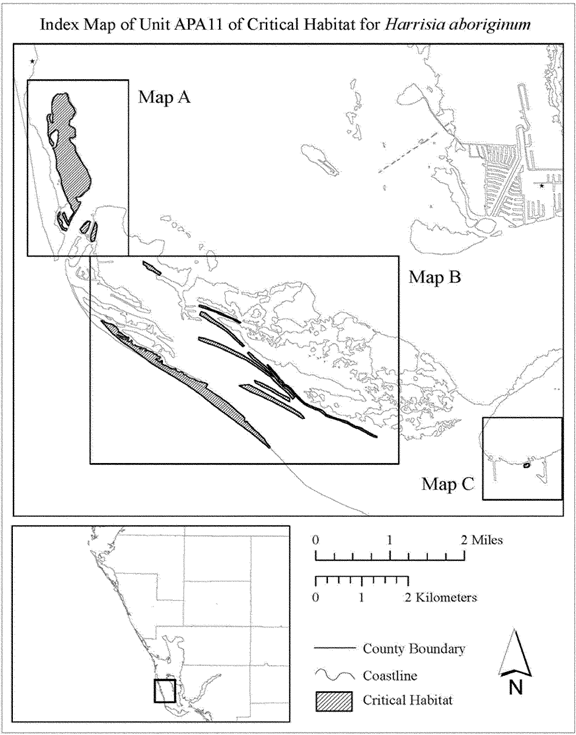 Index Map of Unit APA11 of Critical Habitat for Harrisia aboriginum
Map A
Map B
Map C
0 1 2 Miles
0 1 2 Kilometers
County Boundary
Coastline
Critical Habitat
N